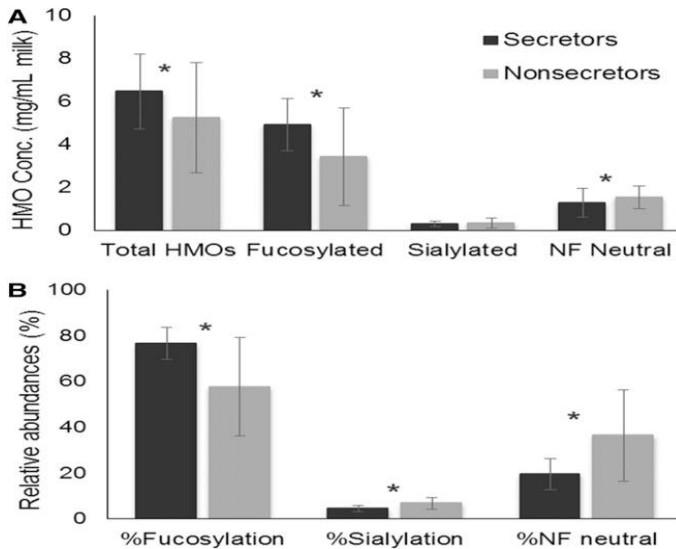 A
HMO Conc. (mg/mL milk)
10
8
6
4
2
0
Secretors
Nonsecretors
*
*
*
Total HMOs Fucosylated Sialylated NF Neutral
B
Relative abundances (%)
100
80
60
40
20
0
*
*
*
%Fucosylation %Sialylation %NF neutral